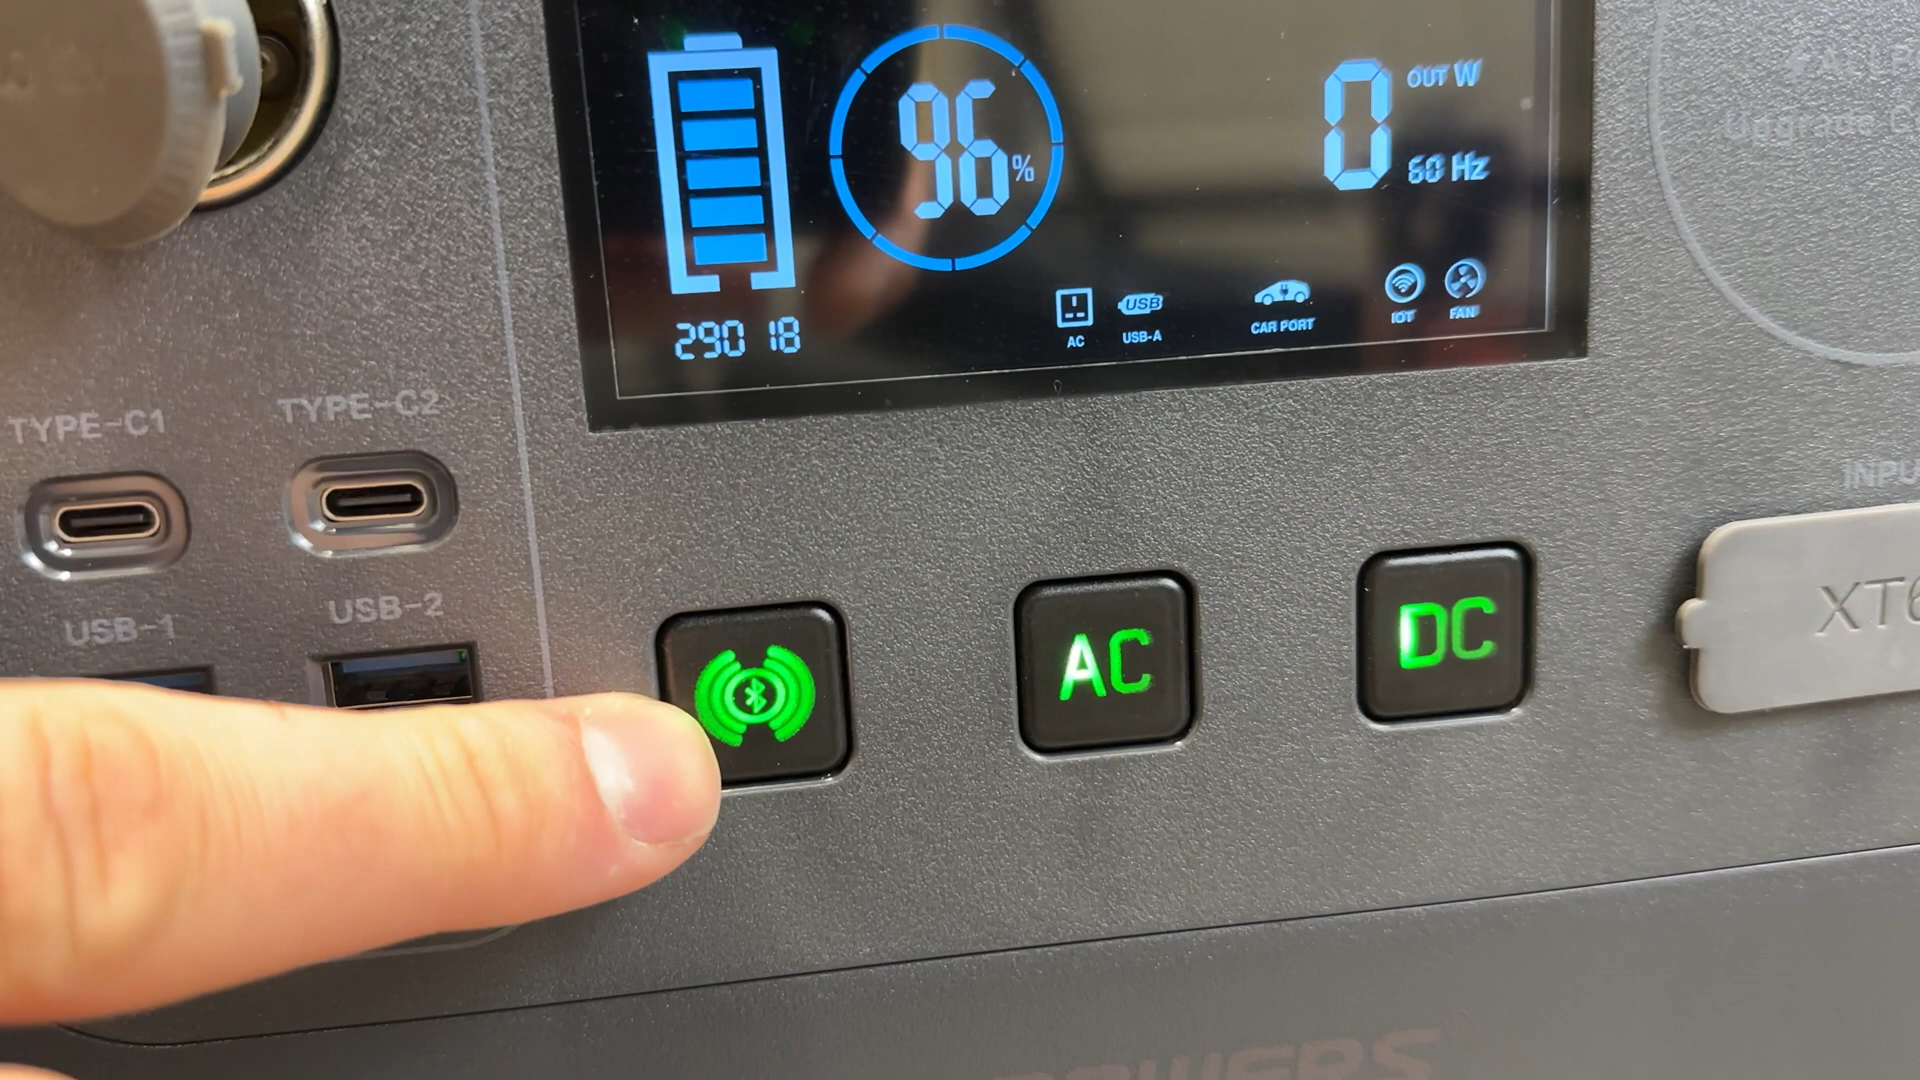 96%
0 OUT W
60 Hz
290 18
AC
USB
USB-A
CAR PORT
IOT
FAN
TYPE-C1
TYPE-C2
USB-1
USB-2
AC
DC